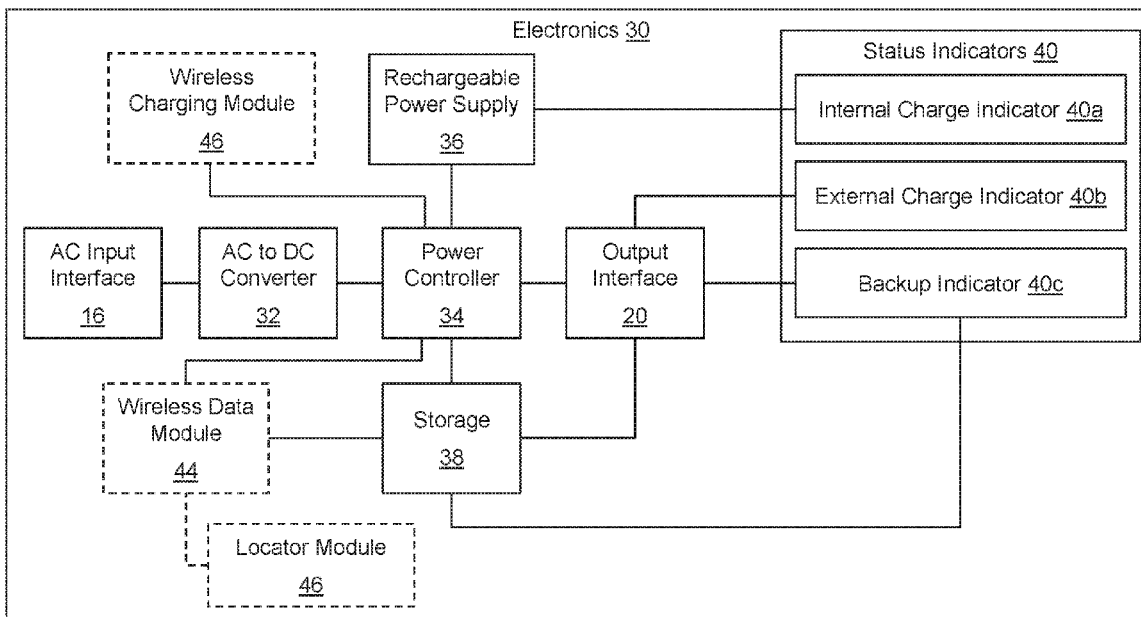 Electronics 30
Wireless
Charging Module
46
Rechargeable
Power Supply
36
Status Indicators 40
Internal Charge Indicator 40a
External Charge Indicator 40b
Backup Indicator 40c
AC Input
Interface
16
AC to DC
Converter
32
Power
Controller
34
Output
Interface
20
Wireless Data
Module
44
Storage
38
Locator Module
46